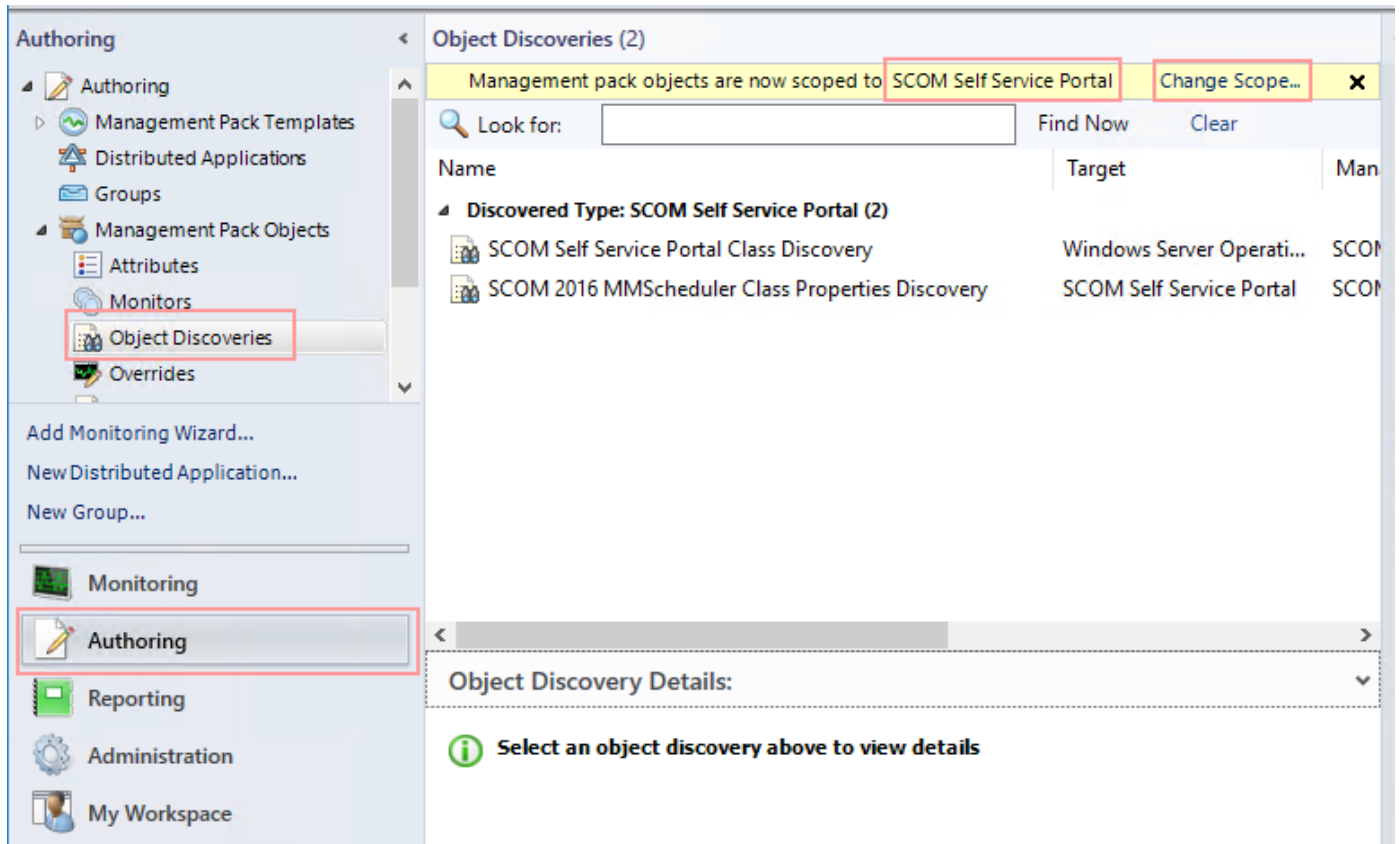 Authoring
Authoring
Management Pack Templates
Distributed Applications
Groups
Management Pack Objects
Attributes
Monitors
Object Discoveries
Overrides
Add Monitoring Wizard...
New Distributed Application...
New Group...
Monitoring
Authoring
Reporting
Administration
My Workspace
Object Discoveries (2)
Management pack objects are now scoped to SCOM Self Service Portal Change Scope...
Look for: Find Now Clear
Name Target Man
Discovered Type: SCOM Self Service Portal (2)
SCOM Self Service Portal Class Discovery Windows Server Operati... SCOM
SCOM 2016 MMScheduler Class Properties Discovery SCOM Self Service Portal SCOM
Object Discovery Details:
Select an object discovery above to view details